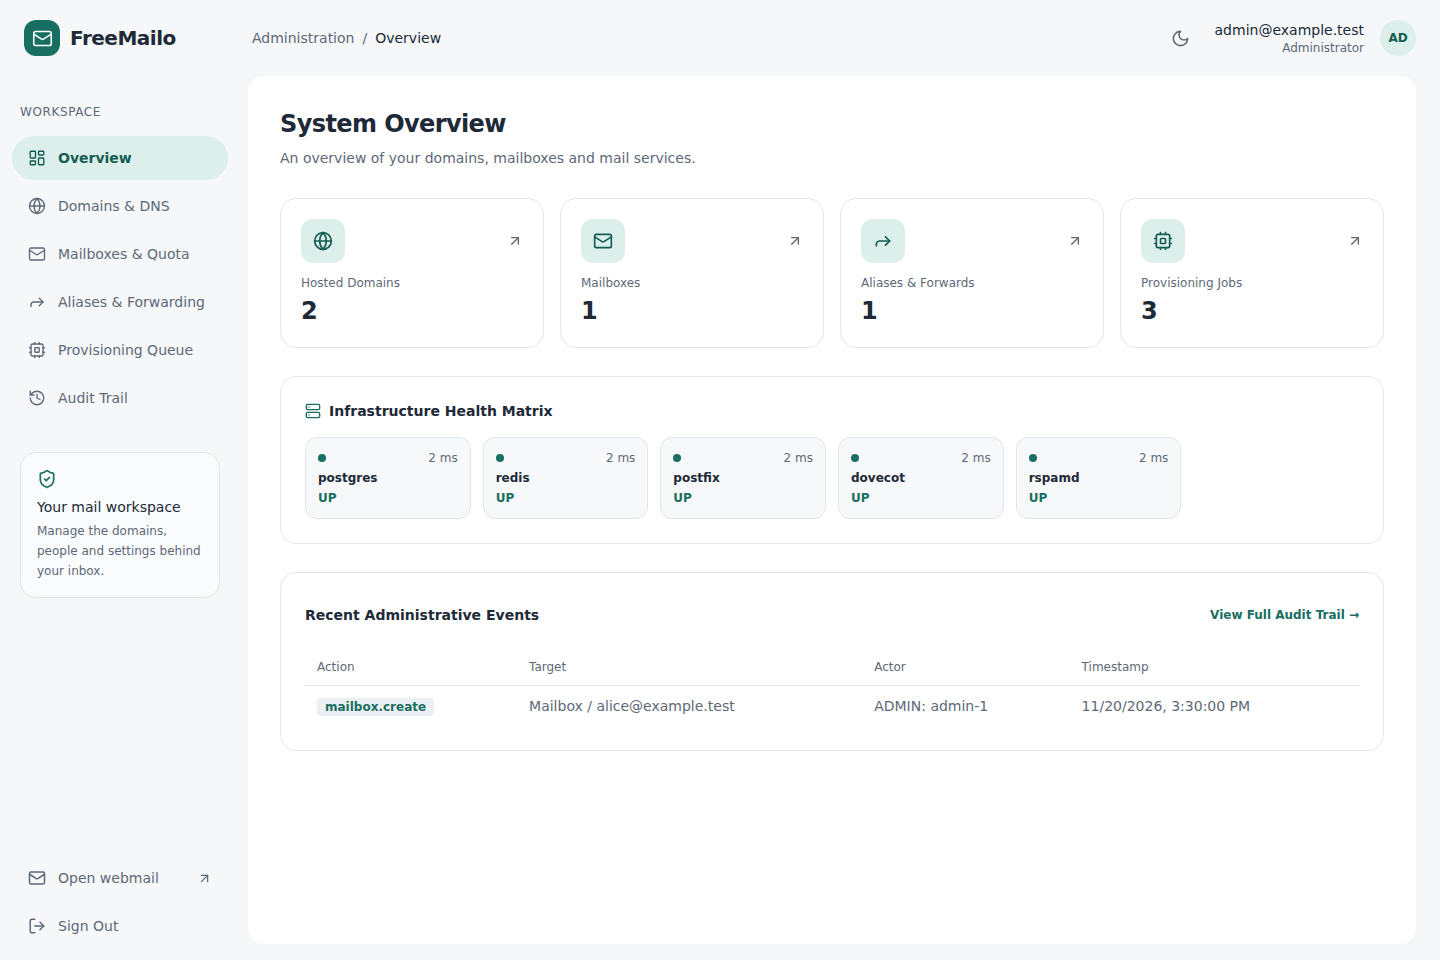 FreeMailo
Administration / Overview
admin@example.test
Administrator
AD
WORKSPACE
Overview
Domains & DNS
Mailboxes & Quota
Aliases & Forwarding
Provisioning Queue
Audit Trail
Your mail workspace
Manage the domains,
people and settings behind
your inbox.
Open webmail
Sign Out
System Overview
An overview of your domains, mailboxes and mail services.
Hosted Domains
2
Mailboxes
1
Aliases & Forwards
1
Provisioning Jobs
3
Infrastructure Health Matrix
2 ms
postgres
UP
2 ms
redis
UP
2 ms
postfix
UP
2 ms
dovecot
UP
2 ms
rspamd
UP
Recent Administrative Events
View Full Audit Trail →
Action Target Actor Timestamp
mailbox.create Mailbox / alice@example.test ADMIN: admin-1 11/20/2026, 3:30:00 PM